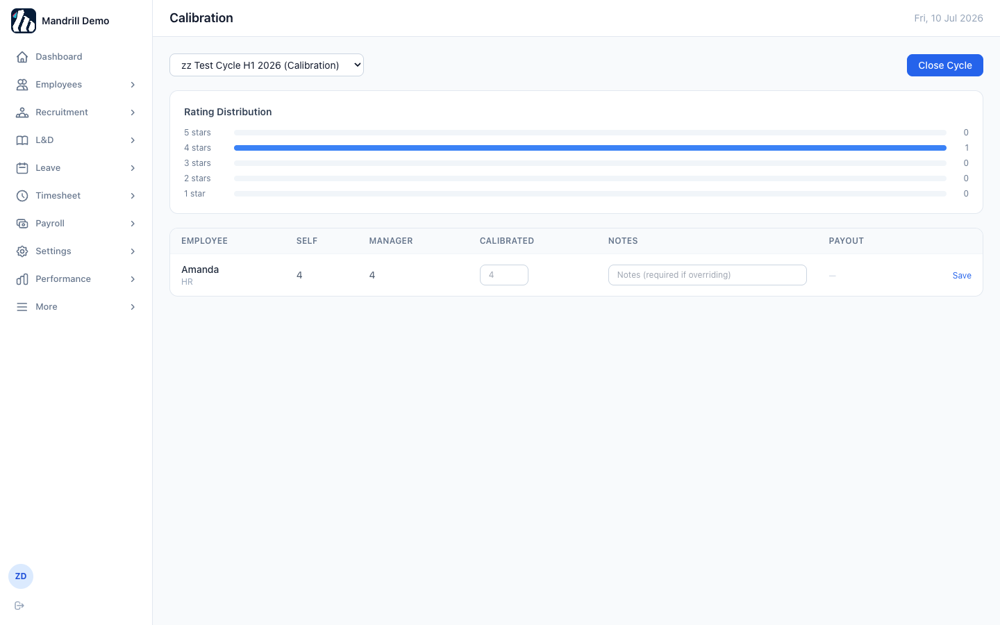 Mandrill Demo
Dashboard
Employees
Recruitment
L&D
Leave
Timesheet
Payroll
Settings
Performance
More
ZD
Calibration
Fri, 10 Jul 2026
zz Test Cycle H1 2026 (Calibration)
Close Cycle
Rating Distribution
5 stars 0
4 stars 1
3 stars 0
2 stars 0
1 star 0
EMPLOYEE SELF MANAGER CALIBRATED NOTES PAYOUT
Amanda 4 4 4 Notes (required if overriding) — Save
HR